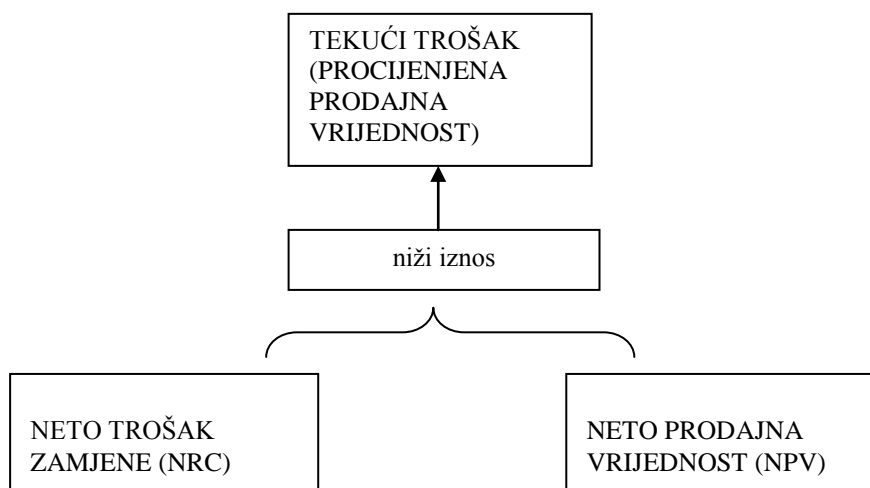 TEKUĆI TROŠAK
(PROCIJENJENA
PRODAJNA
VRIJEDNOST)
niži iznos
NETO TROŠAK
ZAMJENE (NRC)
NETO PRODAJNA
VRIJEDNOST (NPV)